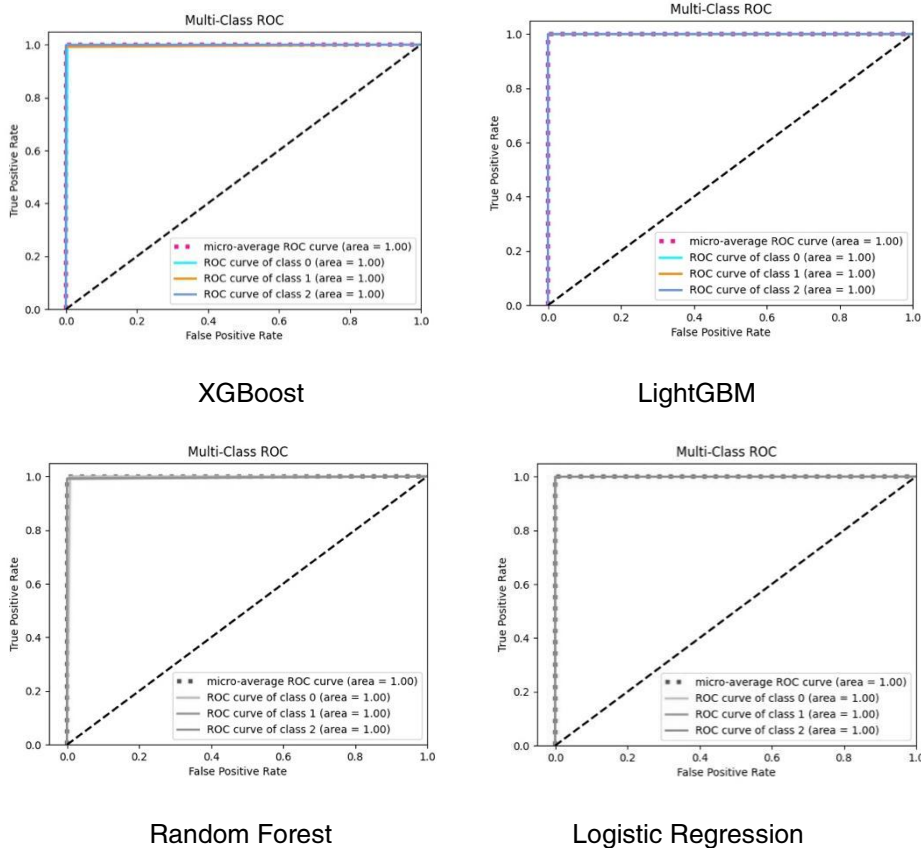 Multi-Class ROC
True Positive Rate
1.0
0.8
0.6
0.4
0.2
0.0
micro-average ROC curve (area = 1.00)
ROC curve of class 0 (area = 1.00)
ROC curve of class 1 (area = 1.00)
ROC curve of class 2 (area = 1.00)
0.0 0.2 0.4 0.6 0.8 1.0
False Positive Rate
XGBoost
Multi-Class ROC
True Positive Rate
1.0
0.8
0.6
0.4
0.2
0.0
micro-average ROC curve (area = 1.00)
ROC curve of class 0 (area = 1.00)
ROC curve of class 1 (area = 1.00)
ROC curve of class 2 (area = 1.00)
0.0 0.2 0.4 0.6 0.8 1.0
False Positive Rate
LightGBM
Multi-Class ROC
True Positive Rate
1.0
0.8
0.6
0.4
0.2
0.0
micro-average ROC curve (area = 1.00)
ROC curve of class 0 (area = 1.00)
ROC curve of class 1 (area = 1.00)
ROC curve of class 2 (area = 1.00)
0.0 0.2 0.4 0.6 0.8 1.0
False Positive Rate
Random Forest
Multi-Class ROC
True Positive Rate
1.0
0.8
0.6
0.4
0.2
0.0
micro-average ROC curve (area = 1.00)
ROC curve of class 0 (area = 1.00)
ROC curve of class 1 (area = 1.00)
ROC curve of class 2 (area = 1.00)
0.0 0.2 0.4 0.6 0.8 1.0
False Positive Rate
Logistic Regression